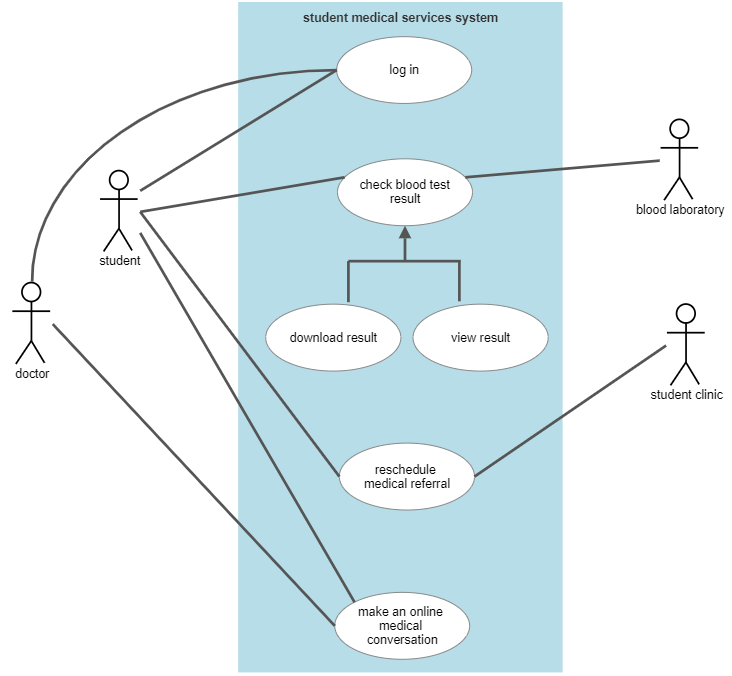 student medical services system
log in
check blood test
result
blood laboratory
student
download result
view result
doctor
student clinic
reschedule
medical referral
make an online
medical
conversation